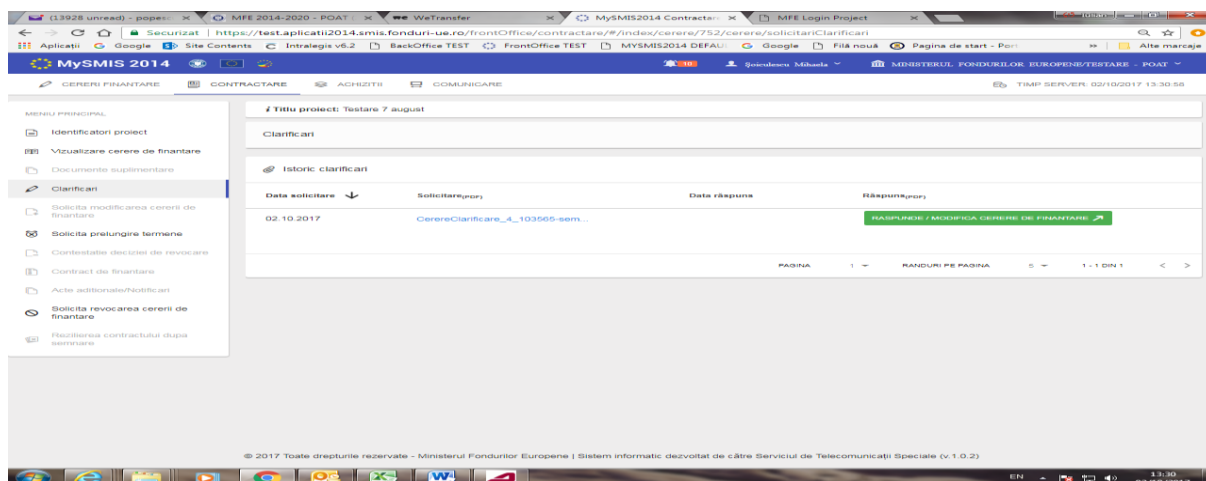 (13928 unread) - popes
MFE 2014-2020 - POAT
WeTransfer
MySMIS2014 Contractar
MFE Login Project
Securizat | https://test.aplicatii2014.smis.fonduri-ue.ro/frontOffice/contractare/#/index/cerere/752/cerere/solicitariClarificari
Aplicații Google Site Contents Intralegis v6.2 BackOffice TEST FrontOffice TEST MYSMIS2014 DEFAU Google Filă nouă Pagina de start - Port » Alte marcaje
MySMIS 2014 18 Șoiculescu Mihaela MINISTERUL FONDURILOR EUROPENE/TESTARE - POAT
CERERI FINANTARE CONTRACTARE ACHIZITII COMUNICARE TIMP SERVER: 02/10/2017 13:30:58
MENIU PRINCIPAL
Identificatori proiect
Vizualizare cerere de finantare
Documente suplimentare
Clarificari
Solicita modificarea cererii de
finantare
Solicita prelungire termene
Contestatie deciziei de revocare
Contract de finantare
Acte aditionale/Notificari
Solicita revocarea cererii de
finantare
Rezilierea contractului dupa
semnare
Titlu proiect: Testare 7 august
Clarificari
Istoric clarificari
Data solicitare Solicitare(PDF) Data răspuns Răspuns(PDF)
02.10.2017 CerereClarificare_4_103565-sem... RASPUNDE / MODIFICA CERERE DE FINANTARE
PAGINA 1 RANDURI PE PAGINA 5 1 - 1 DIN 1 < >
© 2017 Toate drepturile rezervate - Ministerul Fondurilor Europene | Sistem informatic dezvoltat de către Serviciul de Telecomunicații Speciale (v.1.0.2)
EN 13:30